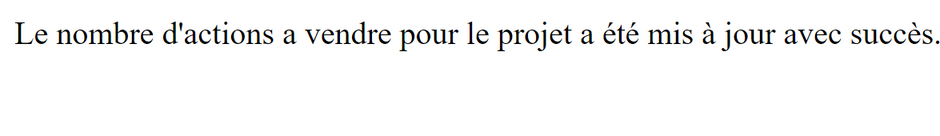 Le nombre d'actions a vendre pour le projet a été mis à jour avec succès.